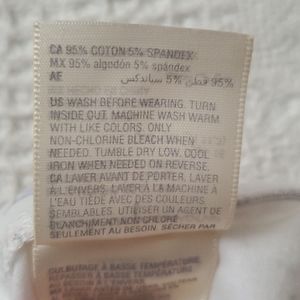 CA 95% COTON 5% SPANDEX
MX 95% algodón 5% spándex
AE
95% قطن 5% سباندكس
US WASH BEFORE WEARING. TURN
INSIDE OUT. MACHINE WASH WARM
WITH LIKE COLORS. ONLY
NON-CHLORINE BLEACH WHEN
NEEDED. TUMBLE DRY LOW. COOL
IRON WHEN NEEDED ON REVERSE.
CA LAVER AVANT DE PORTER. LAVER
À L'ENVERS. LAVER À LA MACHINE À
L'EAU TIÈDE AVEC DES COULEURS
SEMBLABLES. UTILISER UN AGENT DE
BLANCHIMENT NON CHLORÉ
SEULEMENT AU BESOIN. SÉCHER PAR
CULBUTAGE À BASSE TEMPÉRATURE.